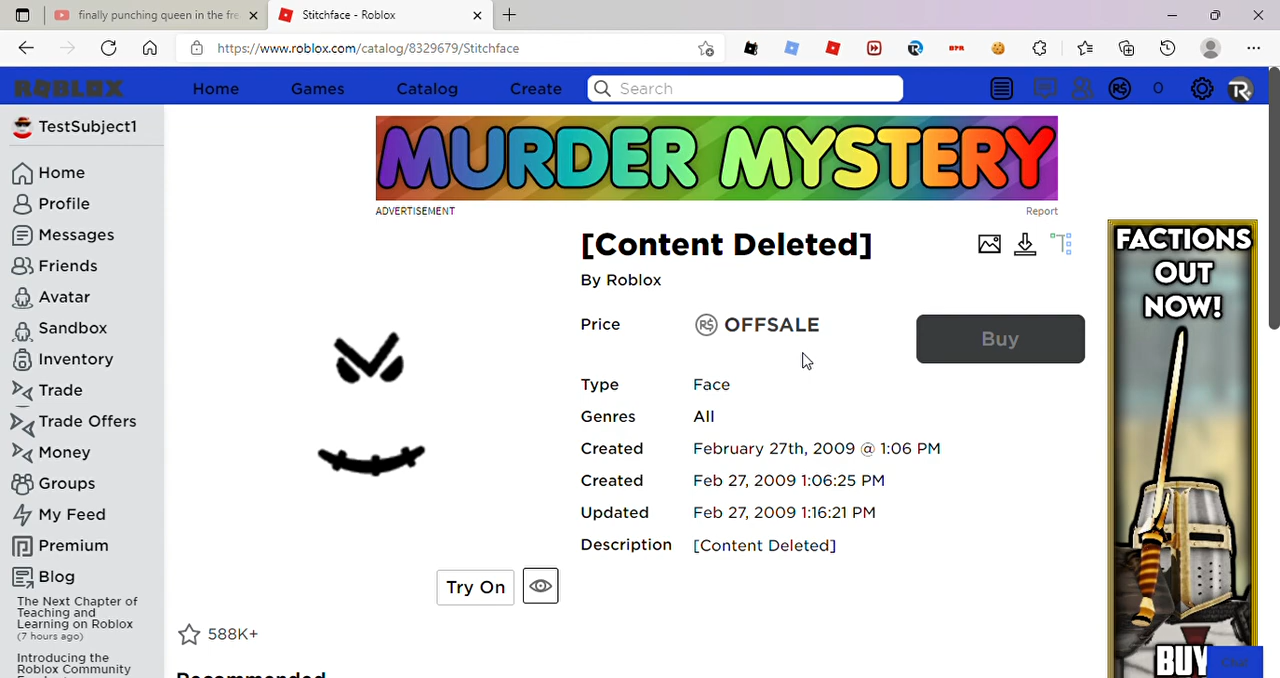 finally punching queen in the fre
Stitchface - Roblox
https://www.roblox.com/catalog/8329679/Stitchface
BPR
ROBLOX
Home
Games
Catalog
Create
Search
0
TestSubject1
Home
Profile
Messages
Friends
Avatar
Sandbox
Inventory
Trade
Trade Offers
Money
Groups
My Feed
Premium
Blog
The Next Chapter of
Teaching and
Learning on Roblox
(7 hours ago)
Introducing the
Roblox Community
MURDER MYSTERY
ADVERTISEMENT
Report
[Content Deleted]
By Roblox
Price
R$ OFFSALE
Buy
Type
Face
Genres
All
Created
February 27th, 2009 @ 1:06 PM
Created
Feb 27, 2009 1:06:25 PM
Updated
Feb 27, 2009 1:16:21 PM
Description
[Content Deleted]
Try On
588K+
Recommended
FACTIONS
OUT
NOW!
BUY
Chat